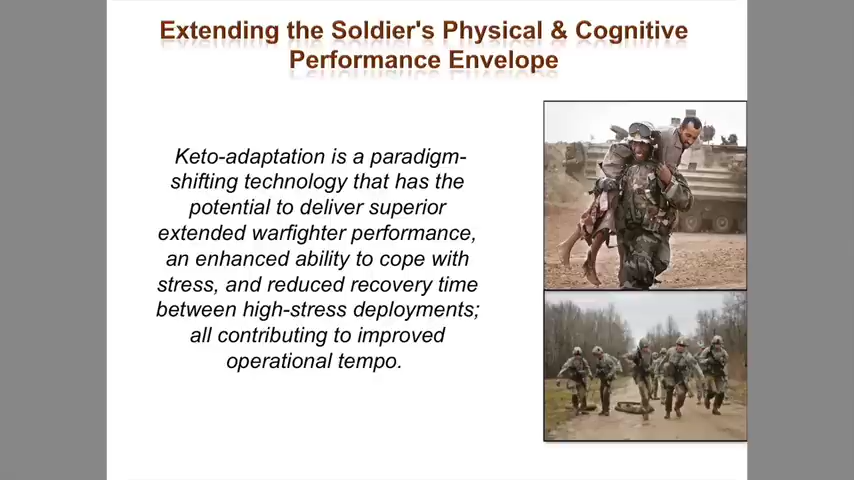 Extending the Soldier's Physical & Cognitive
Performance Envelope
Keto-adaptation is a paradigm-
shifting technology that has the
potential to deliver superior
extended warfighter performance,
an enhanced ability to cope with
stress, and reduced recovery time
between high-stress deployments;
all contributing to improved
operational tempo.